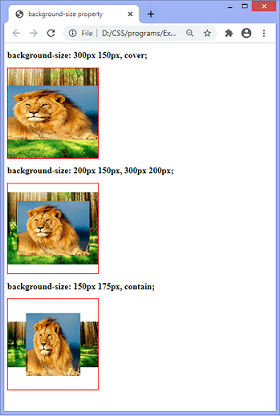 background-size property
File
D:/CSS/programs/Ex...
background-size: 300px 150px, cover;
background-size: 200px 150px, 300px 200px;
background-size: 150px 175px, contain;